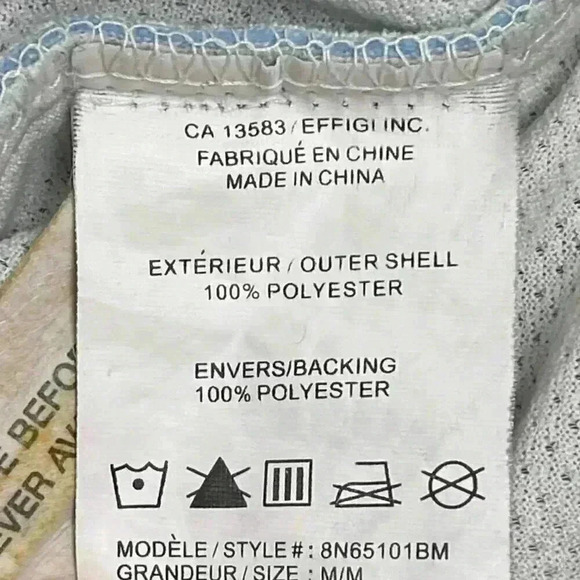 CA 13583 / EFFIGI INC.
FABRIQUÉ EN CHINE
MADE IN CHINA
EXTÉRIEUR / OUTER SHELL
100% POLYESTER
ENVERS/BACKING
100% POLYESTER
MODÈLE / STYLE # : 8N65101BM
GRANDEUR / SIZE : M/M